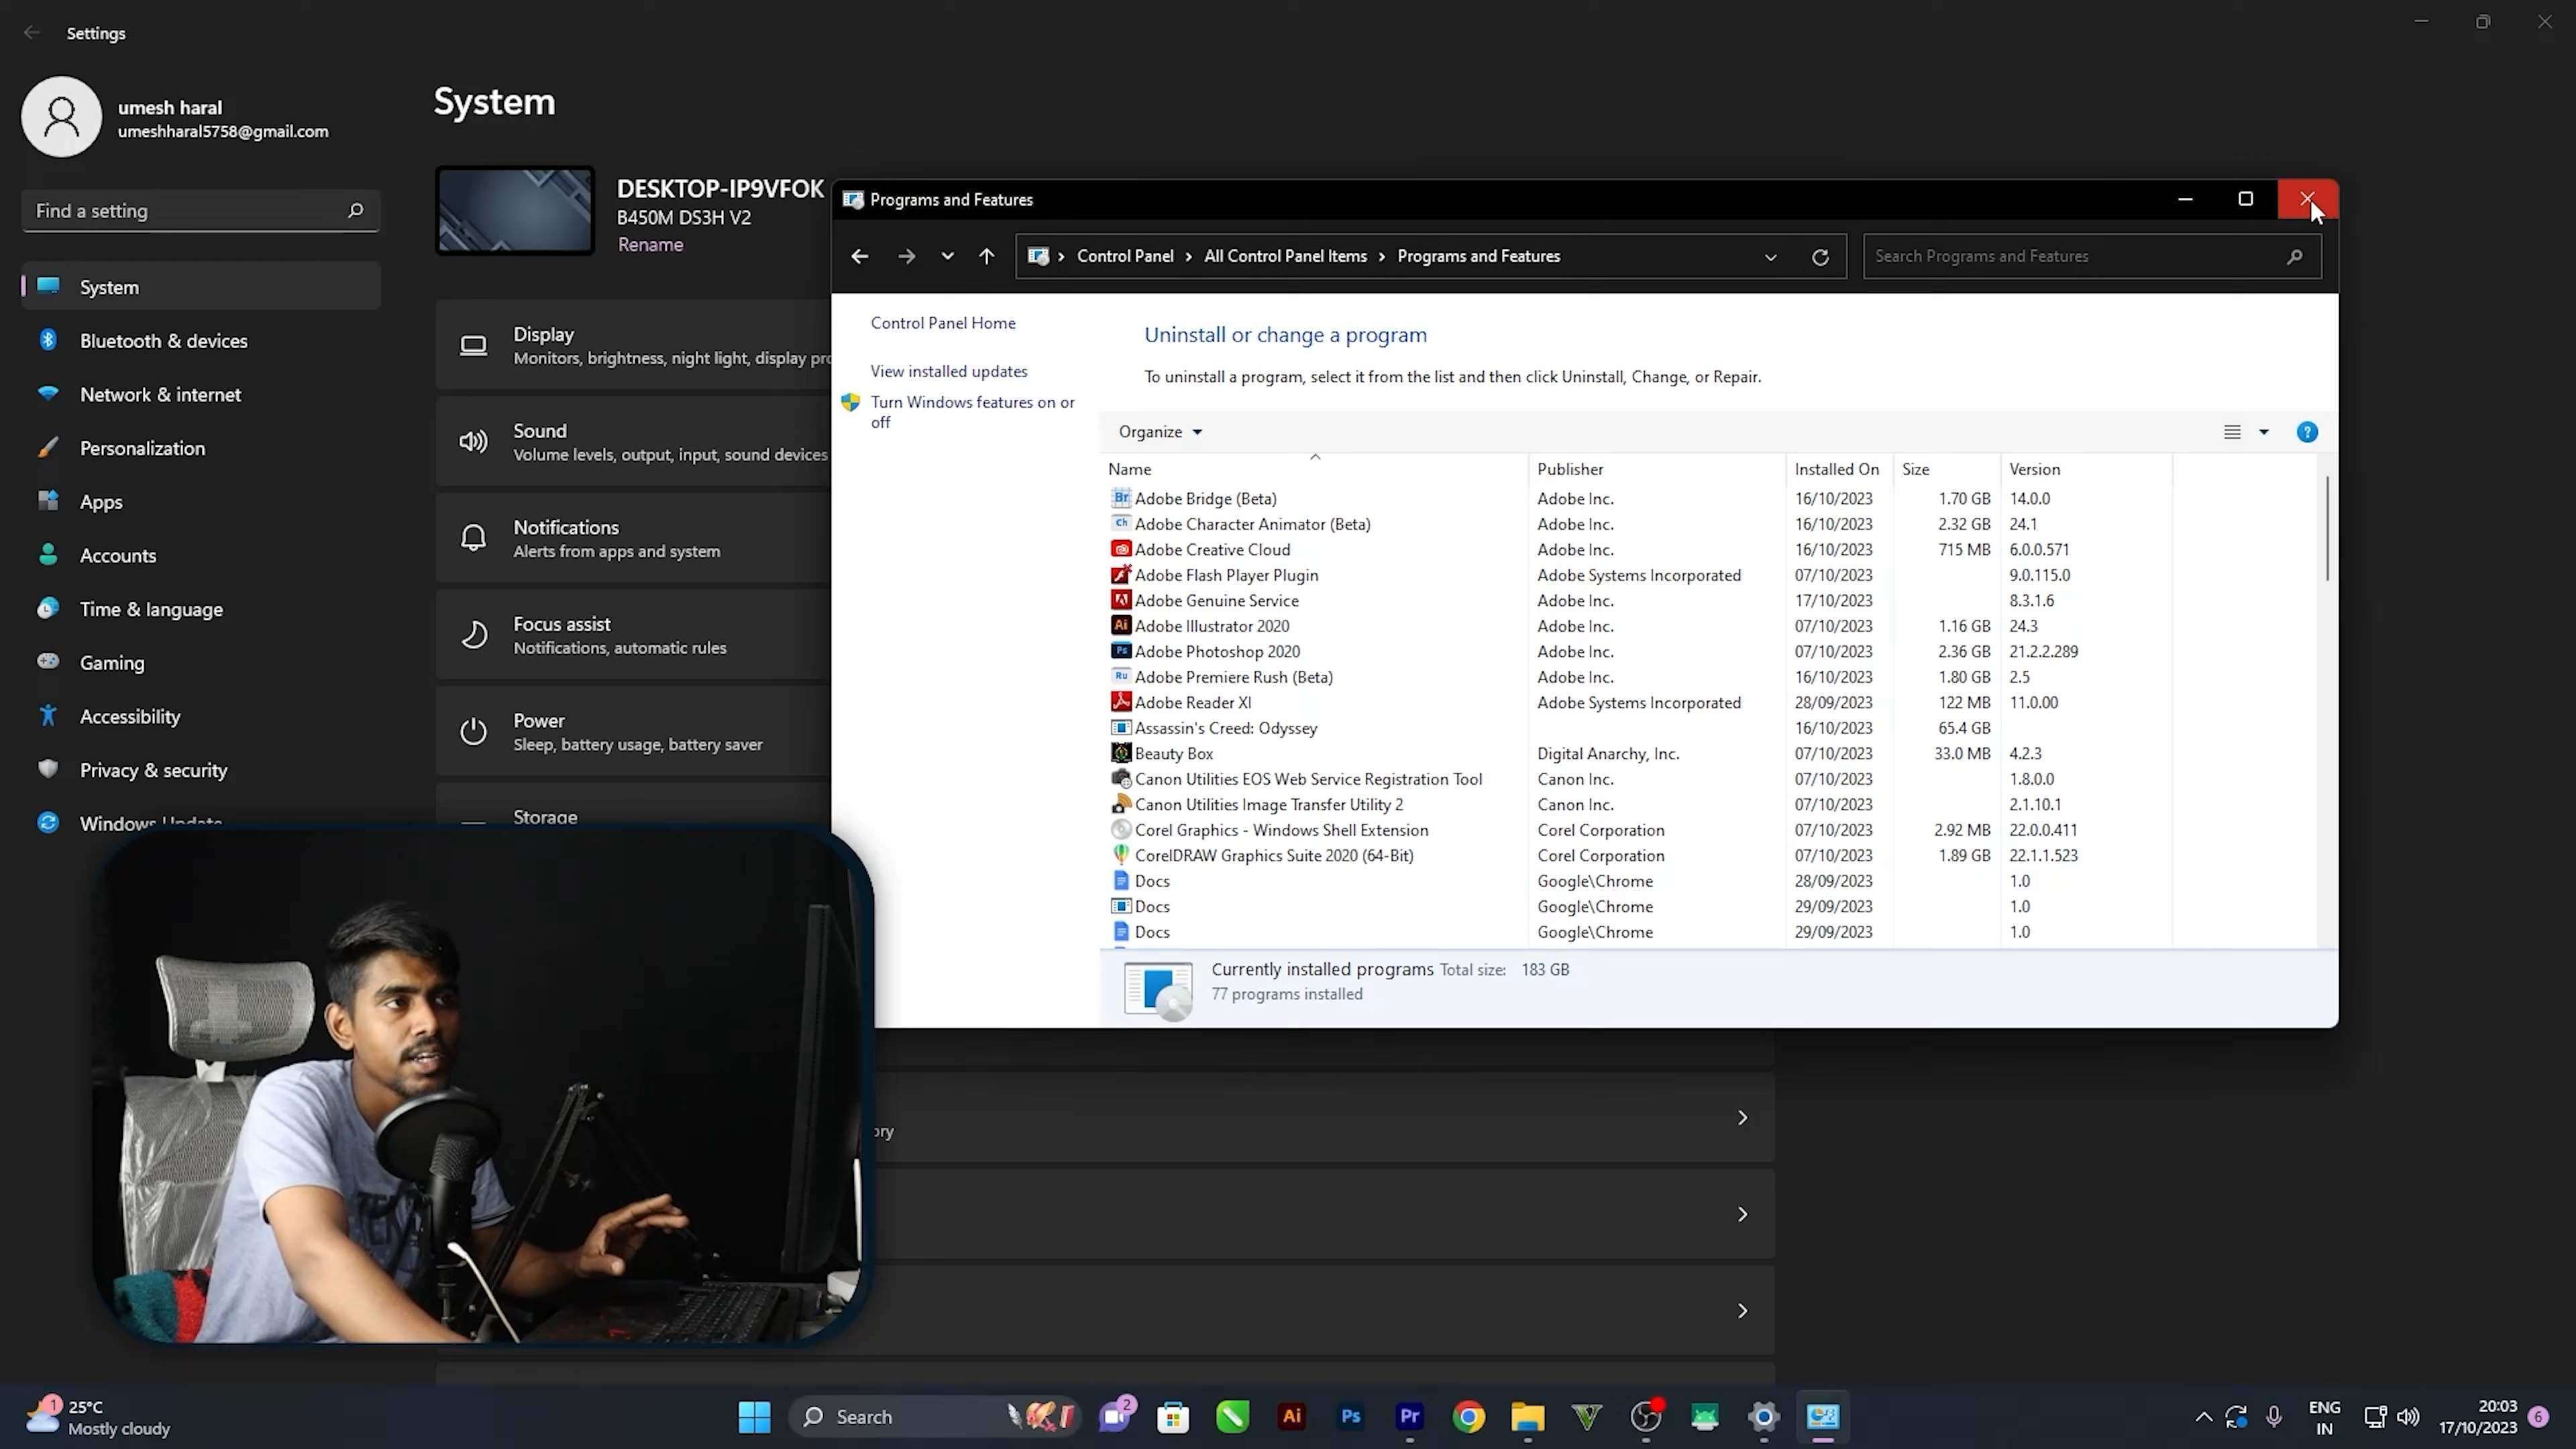 Settings
umesh haral
umeshharal5758@gmail.com
Find a setting
System
Bluetooth & devices
Network & internet
Personalization
Apps
Accounts
Time & language
Gaming
Accessibility
Privacy & security
Windows Update
System
DESKTOP-IP9VFOK
B450M DS3H V2
Rename
Display
Monitors, brightness, night light, display pro
Sound
Volume levels, output, input, sound devices
Notifications
Alerts from apps and system
Focus assist
Notifications, automatic rules
Power
Sleep, battery usage, battery saver
Storage
ory
Programs and Features
Control Panel > All Control Panel Items > Programs and Features
Search Programs and Features
Control Panel Home
View installed updates
Turn Windows features on or
off
Uninstall or change a program
To uninstall a program, select it from the list and then click Uninstall, Change, or Repair.
Organize
Name Publisher Installed On Size Version
Adobe Bridge (Beta) Adobe Inc. 16/10/2023 1.70 GB 14.0.0
Adobe Character Animator (Beta) Adobe Inc. 16/10/2023 2.32 GB 24.1
Adobe Creative Cloud Adobe Inc. 16/10/2023 715 MB 6.0.0.571
Adobe Flash Player Plugin Adobe Systems Incorporated 07/10/2023 9.0.115.0
Adobe Genuine Service Adobe Inc. 17/10/2023 8.3.1.6
Adobe Illustrator 2020 Adobe Inc. 07/10/2023 1.16 GB 24.3
Adobe Photoshop 2020 Adobe Inc. 07/10/2023 2.36 GB 21.2.2.289
Adobe Premiere Rush (Beta) Adobe Inc. 16/10/2023 1.80 GB 2.5
Adobe Reader XI Adobe Systems Incorporated 28/09/2023 122 MB 11.0.00
Assassin's Creed: Odyssey 16/10/2023 65.4 GB
Beauty Box Digital Anarchy, Inc. 07/10/2023 33.0 MB 4.2.3
Canon Utilities EOS Web Service Registration Tool Canon Inc. 07/10/2023 1.8.0.0
Canon Utilities Image Transfer Utility 2 Canon Inc. 07/10/2023 2.1.10.1
Corel Graphics - Windows Shell Extension Corel Corporation 07/10/2023 2.92 MB 22.0.0.411
CorelDRAW Graphics Suite 2020 (64-Bit) Corel Corporation 07/10/2023 1.89 GB 22.1.1.523
Docs Google\Chrome 28/09/2023 1.0
Docs Google\Chrome 29/09/2023 1.0
Docs Google\Chrome 29/09/2023 1.0
Currently installed programs Total size: 183 GB
77 programs installed
1
25°C
Mostly cloudy
Search
2
Ai
Ps
Pr
ENG
IN
20:03
17/10/2023
6